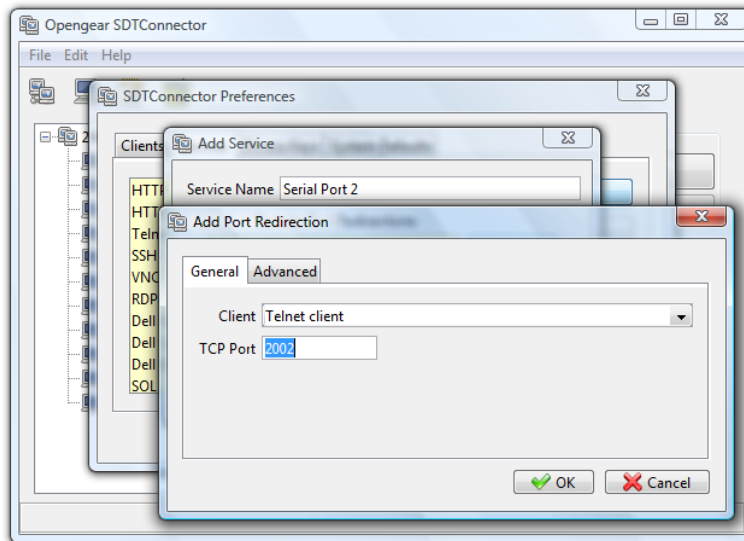 Opengear SDTConnector
File Edit Help
SDTConnector Preferences
2
Clients
Add Service
HTTP
Service Name Serial Port 2
HTT
Teln
SSH
VNC
RDP
Dell
Dell
Dell
SOL
Add Port Redirection
General Advanced
Client Telnet client
TCP Port 2002
OK Cancel